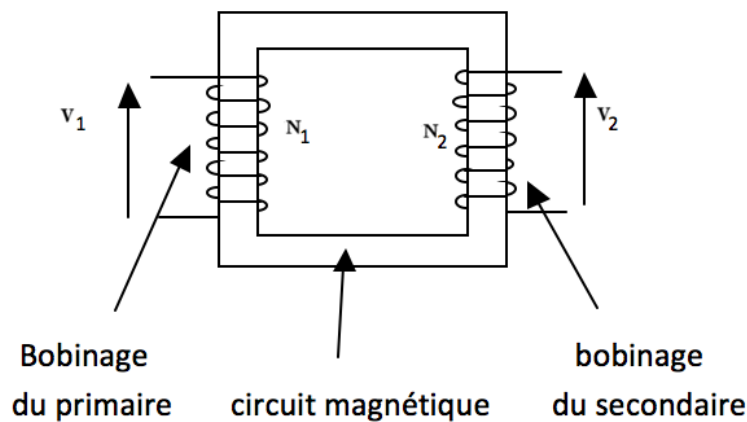 V1
N1
N2
V2
Bobinage
du primaire
circuit magnétique
bobinage
du secondaire